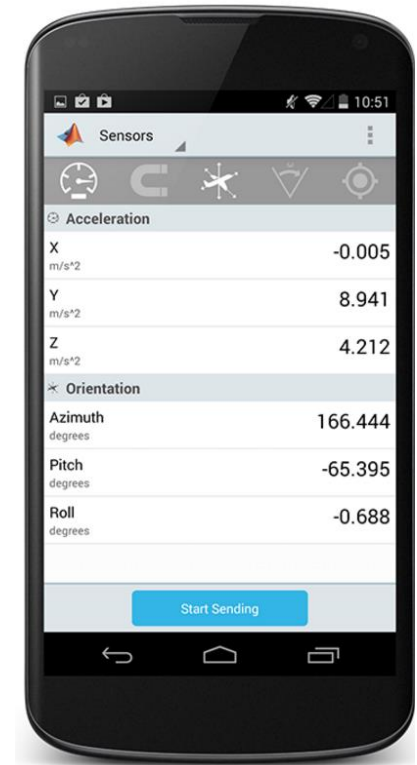 10:51
Sensors
Acceleration
X
-0.005
m/s^2
Y
8.941
m/s^2
Z
4.212
m/s^2
Orientation
Azimuth
166.444
degrees
Pitch
-65.395
degrees
Roll
-0.688
degrees
Start Sending